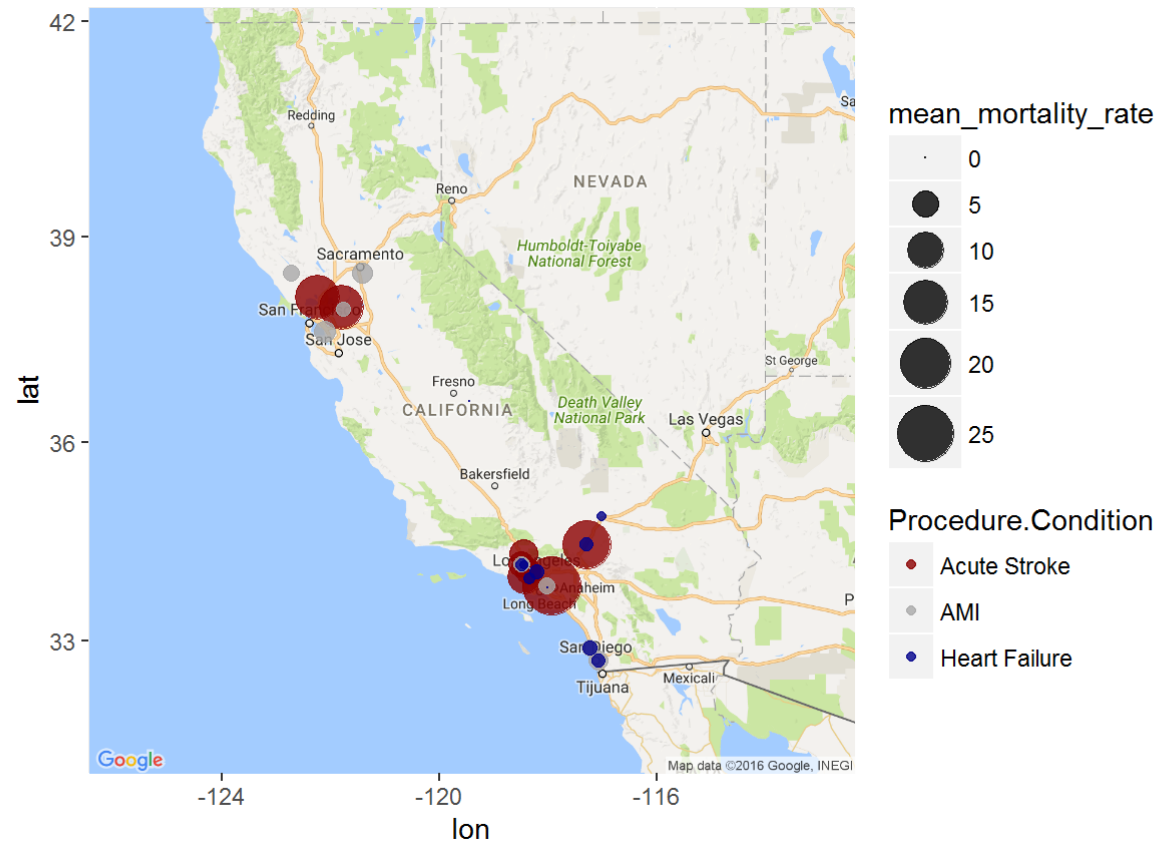 42
39
36
33
lat
-124
-120
-116
lon
Redding
Reno
NEVADA
Humboldt-Toiyabe
National Forest
Sacramento
San
San Jose
St George
Fresno
CALIFORNIA
Death Valley
National Park
Las Vegas
Bakersfield
Anaheim
Long Beach
San Diego
Tijuana
Mexicali
Sa
P
Google
Map data ©2016 Google, INEGI
mean_mortality_rate
0
5
10
15
20
25
Procedure.Condition
Acute Stroke
AMI
Heart Failure